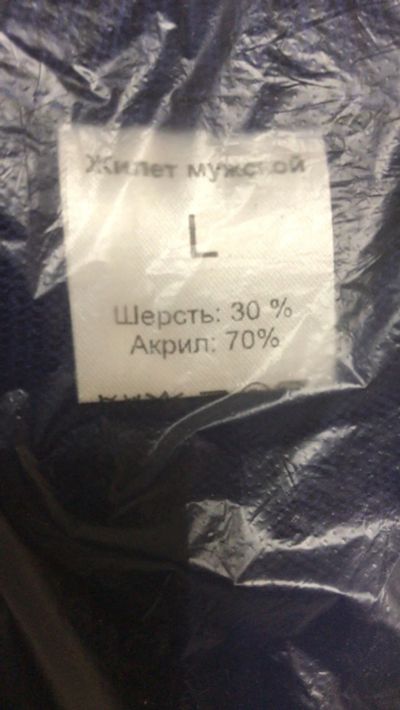 Жилет мужской
L
Шерсть: 30 %
Акрил: 70%